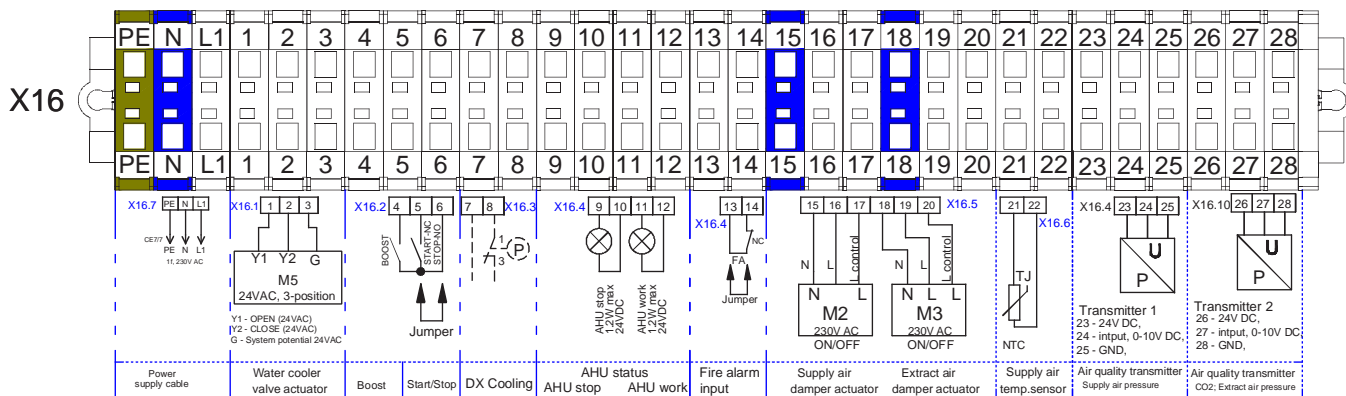 PE N L1 1 2 3 4 5 6 7 8 9 10 11 12 13 14 15 16 17 18 19 20 21 22 23 24 25 26 27 28
X16
PE N L1 1 2 3 4 5 6 7 8 9 10 11 12 13 14 15 16 17 18 19 20 21 22 23 24 25 26 27 28
X16.7 PE N L1
CE7/7
PE N L1
1f, 230V AC
X16.1 1 2 3
Y1 Y2 G
M5
24VAC, 3-position
Y1 - OPEN (24VAC)
Y2 - CLOSE (24VAC)
G - System potential 24VAC
X16.2 4 5 6
BOOST
START-NC
STOP-NO
Jumper
7 8 X16.3
1
3
P
X16.4 9 10 11 12
AHU stop
1.2W max
24VDC
AHU work
1.2W max
24VDC
13 14
X16.4
NC
FA
Jumper
15 16 17 18 19 20 X16.5
N L L control
N L
M2
230V AC
ON/OFF
N L L control
N L L
M3
230V AC
ON/OFF
21 22
X16.6
TJ
NTC
X16.4 23 24 25
U
P
Transmitter 1
23 - 24V DC,
24 - intput, 0-10V DC,
25 - GND,
X16.10 26 27 28
U
P
Transmitter 2
26 - 24V DC,
27 - intput, 0-10V DC
28 - GND,
Power
supply cable
Water cooler
valve actuator
Boost
Start/Stop
DX Cooling
AHU status
AHU stop AHU work
Fire alarm
input
Supply air
damper actuator
Extract air
damper actuator
Supply air
temp.sensor
Air quality transmitter
Supply air pressure
Air quality transmitter
CO2; Extract air pressure